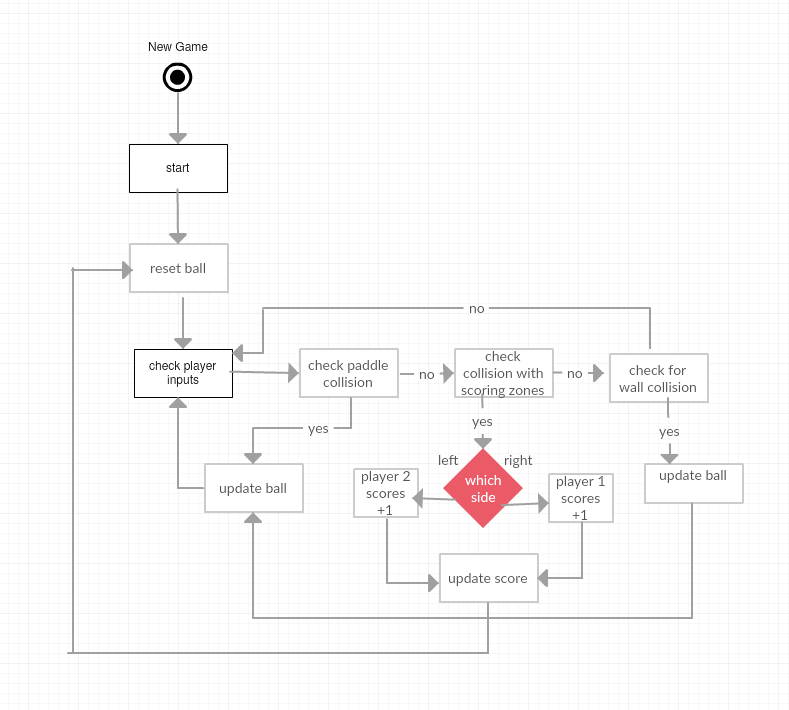 New Game
start
reset ball
no
check player
inputs
check paddle
collision
no
check
collision with
scoring zones
no
check for
wall collision
yes
yes
yes
left
right
which
side
update ball
player 2
scores
+1
player 1
scores
+1
update ball
update score